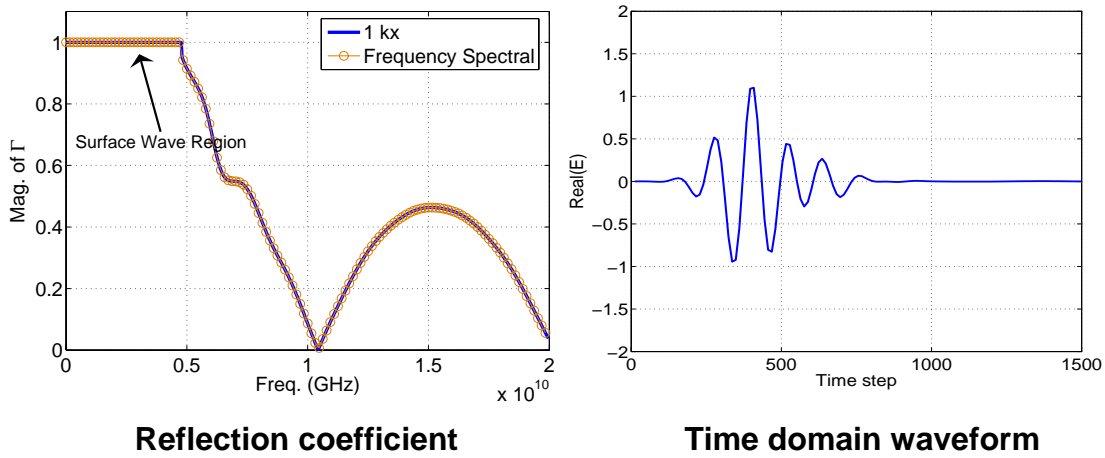 1 kx
Frequency Spectral
Surface Wave Region
Mag. of Γ
1
0.8
0.6
0.4
0.2
0
0 0.5 1 1.5 2
Freq. (GHz)
x 10^10
Reflection coefficient
2
1.5
1
0.5
0
−0.5
−1
−1.5
−2
Real(E)
0 500 1000 1500
Time step
Time domain waveform